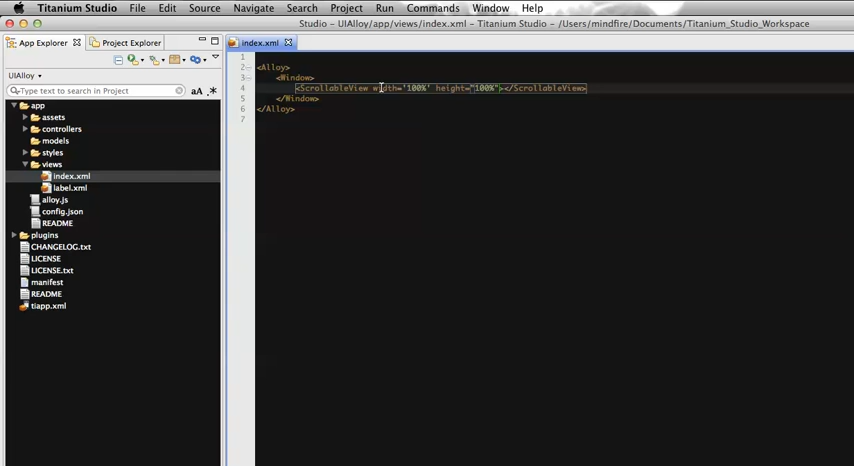 Titanium Studio File Edit Source Navigate Search Project Run Commands Window Help
Studio - UIAlloy/app/views/index.xml - Titanium Studio - /Users/mindfire/Documents/Titanium_Studio_Workspace
App Explorer Project Explorer
UIAlloy
Type text to search in Project aA .*
app
assets
controllers
models
styles
views
index.xml
label.xml
alloy.js
config.json
README
plugins
CHANGELOG.txt
LICENSE
LICENSE.txt
manifest
README
tiapp.xml
index.xml
1
2 <Alloy>
3 <Window>
4 <ScrollableView width='100%' height="100%"></ScrollableView>
5 </Window>
6 </Alloy>
7